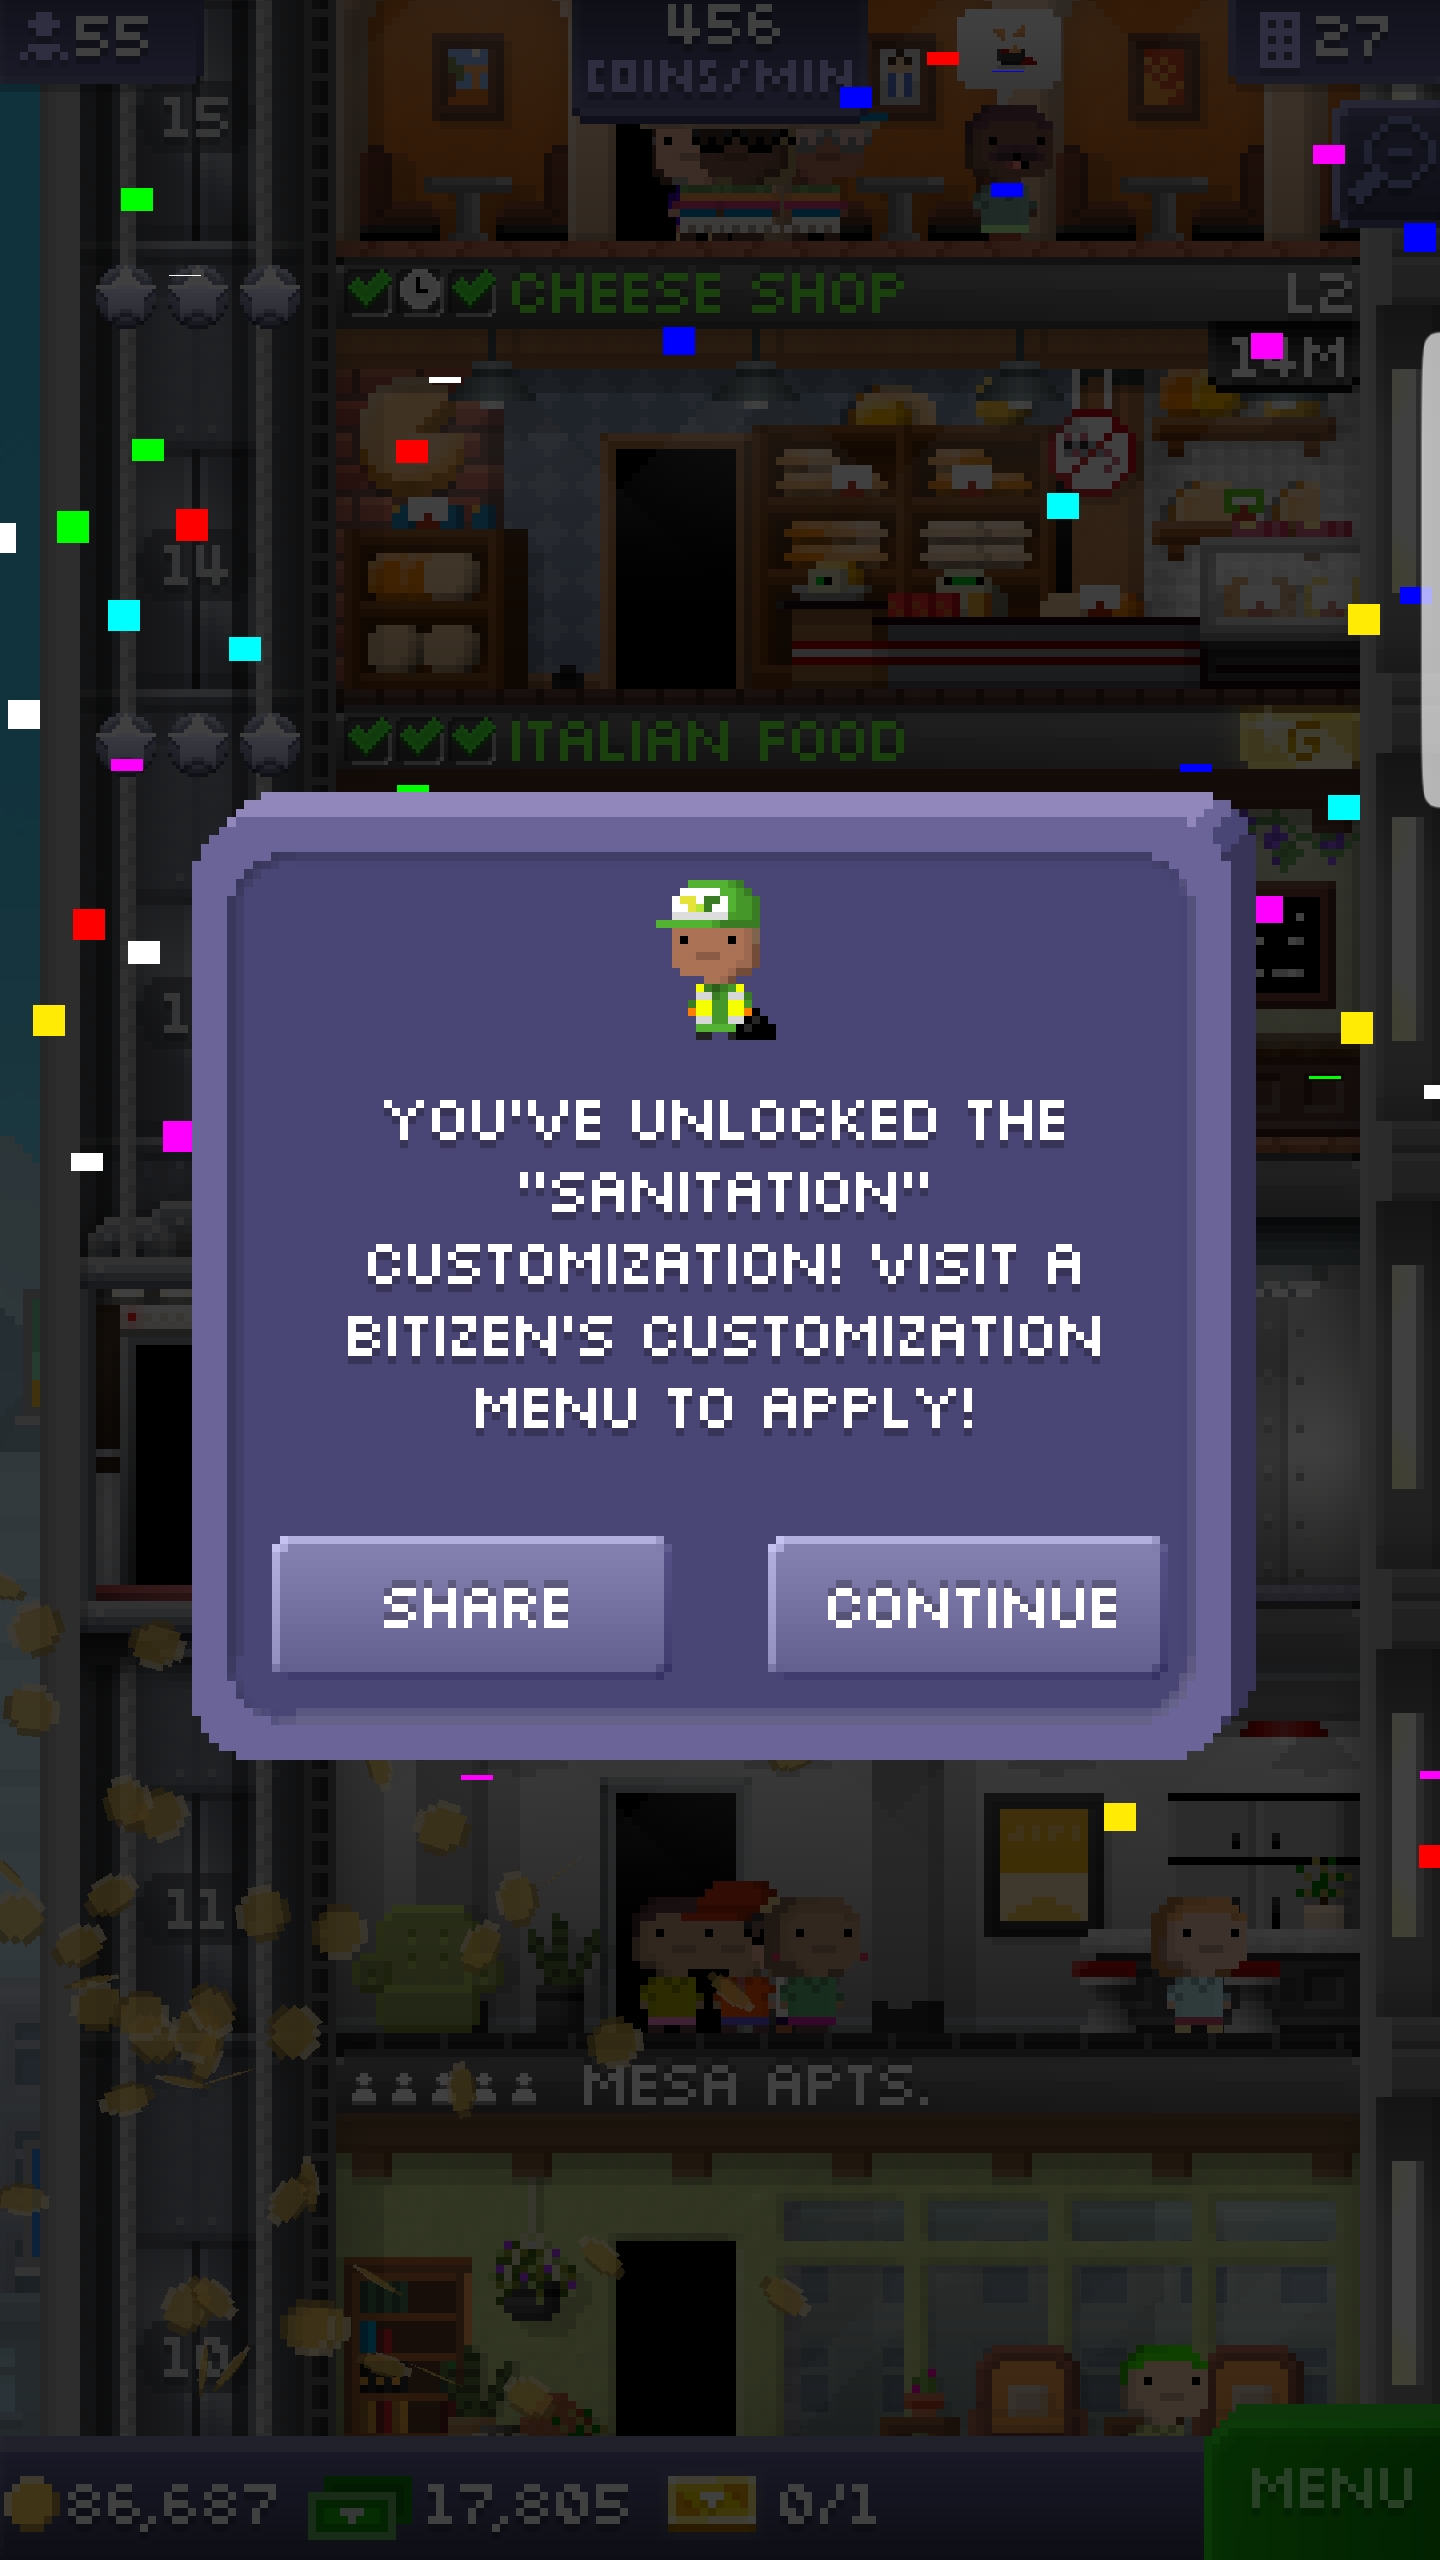 55
456
COINS/MIN
27
15
CHEESE SHOP
L2
14M
14
ITALIAN FOOD
G
1
YOU'VE UNLOCKED THE
"SANITATION"
CUSTOMIZATION! VISIT A
BITIZEN'S CUSTOMIZATION
MENU TO APPLY!
SHARE
CONTINUE
11
MESA APTS.
10
86,687
17,805
0/1
MENU